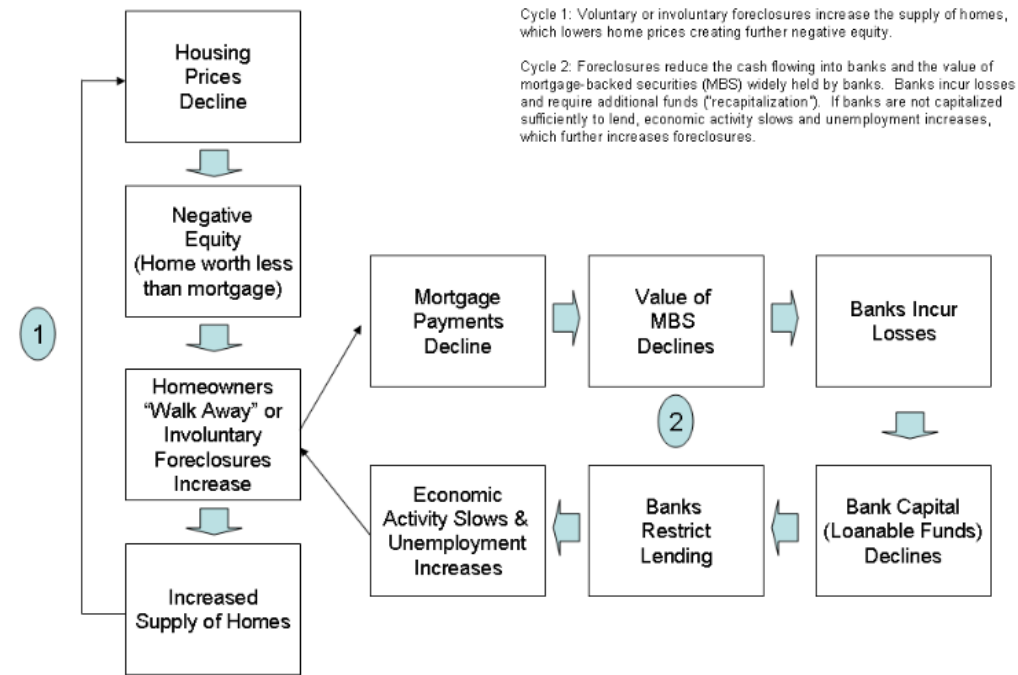 Cycle 1: Voluntary or involuntary foreclosures increase the supply of homes,
which lowers home prices creating further negative equity.
Cycle 2: Foreclosures reduce the cash flowing into banks and the value of
mortgage-backed securities (MBS) widely held by banks. Banks incur losses
and require additional funds ("recapitalization"). If banks are not capitalized
sufficiently to lend, economic activity slows and unemployment increases,
which further increases foreclosures.
Housing
Prices
Decline
Negative
Equity
(Home worth less
than mortgage)
1
Homeowners
“Walk Away” or
Involuntary
Foreclosures
Increase
Increased
Supply of Homes
Mortgage
Payments
Decline
Value of
MBS
Declines
Banks Incur
Losses
2
Bank Capital
(Loanable Funds)
Declines
Banks
Restrict
Lending
Economic
Activity Slows &
Unemployment
Increases